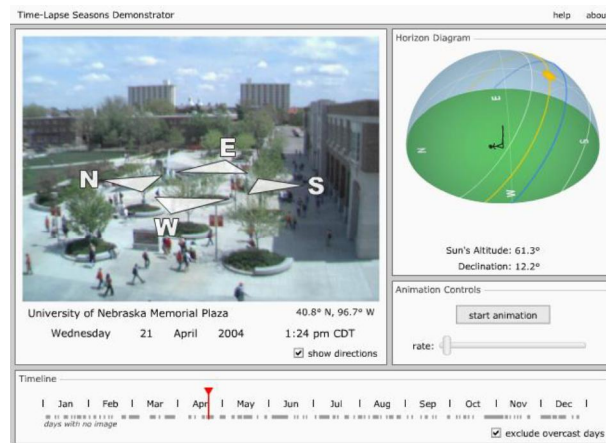 Time-Lapse Seasons Demonstrator help abou
Horizon Diagram
E
N
S
W
E
N
S
W
Sun's Altitude: 61.3°
Declination: 12.2°
University of Nebraska Memorial Plaza 40.8° N, 96.7° W
Wednesday 21 April 2004 1:24 pm CDT
show directions
Animation Controls
start animation
rate:
Timeline
Jan Feb Mar Apr May Jun Jul Aug Sep Oct Nov Dec
days with no image
exclude overcast days